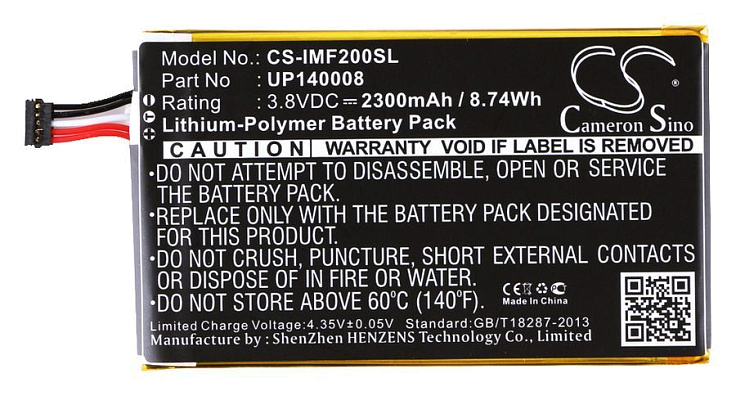 Model No.: CS-IMF200SL
Part No : UP140008
Rating : 3.8VDC⎓2300mAh / 8.74Wh
Lithium-Polymer Battery Pack
CS
Cameron Sino
CAUTION WARRANTY VOID IF LABEL IS REMOVED
•DO NOT ATTEMPT TO DISASSEMBLE, OPEN OR SERVICE
THE BATTERY PACK.
•REPLACE ONLY WITH THE BATTERY PACK DESIGNATED
FOR THIS PRODUCT.
•DO NOT CRUSH, PUNCTURE, SHORT EXTERNAL CONTACTS
OR DISPOSE OF IN FIRE OR WATER.
•DO NOT STORE ABOVE 60°C (140°F).
CE
Made In China
Limited Charge Voltage:4.35V±0.05V Standard:GB/T18287-2013
Manufacture by : ShenZhen HENZENS Technology Co., Limited